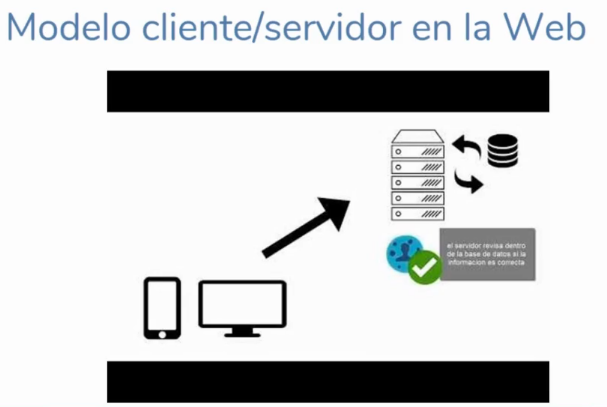 Modelo cliente/servidor en la Web
el servidor revisa dentro
de la base de datos si la
informacion es correcta